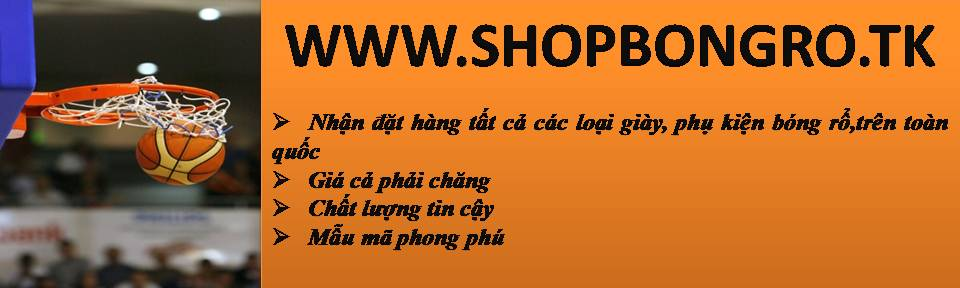 WWW.SHOPBONGRO.TK
➢ Nhận đặt hàng tất cả các loại giày, phụ kiện bóng rổ,trên toàn
quốc
➢ Giá cả phải chăng
➢ Chất lượng tin cậy
➢ Mẫu mã phong phú